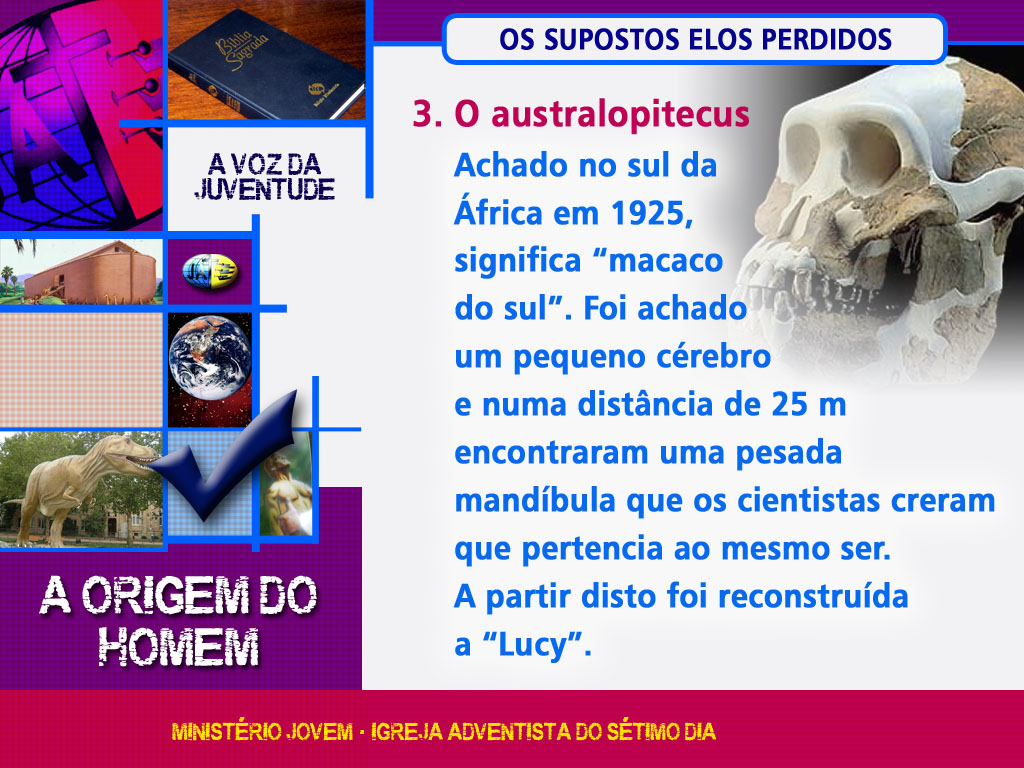 OS SUPOSTOS ELOS PERDIDOS
Bíblia
Sagrada
A VOZ DA
JUVENTUDE
3. O australopitecus
Achado no sul da
África em 1925,
significa “macaco
do sul”. Foi achado
um pequeno cérebro
e numa distância de 25 m
encontraram uma pesada
mandíbula que os cientistas creram
que pertencia ao mesmo ser.
A partir disto foi reconstruída
a “Lucy”.
A ORIGEM DO
HOMEM
MINISTÉRIO JOVEM - IGREJA ADVENTISTA DO SÉTIMO DIA